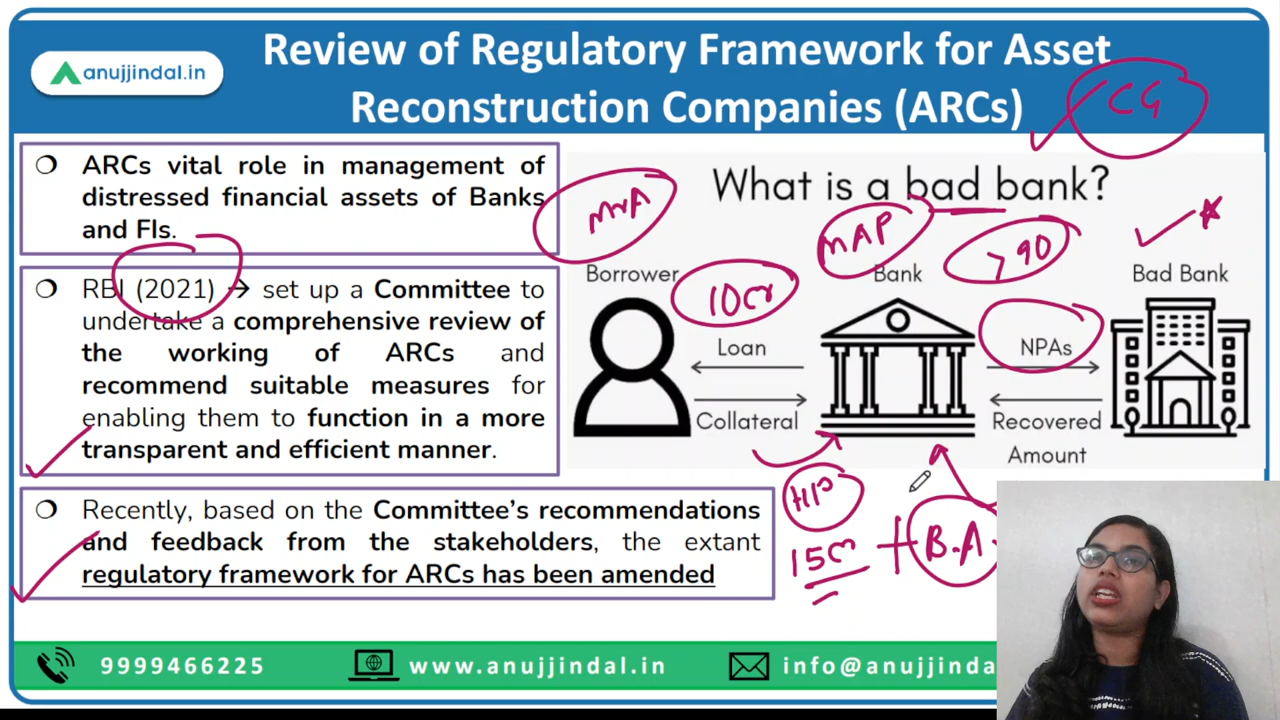 Review of Regulatory Framework for Asset
Reconstruction Companies (ARCs)
anujjindal.in
CG
❍ ARCs vital role in management of
distressed financial assets of Banks
and FIs.
❍ RBI (2021) → set up a Committee to
undertake a comprehensive review of
the working of ARCs and
recommend suitable measures for
enabling them to function in a more
transparent and efficient manner.
❍ Recently, based on the Committee's recommendations
and feedback from the stakeholders, the extant
regulatory framework for ARCs has been amended
What is a bad bank?
>90
Borrower
Bank
Bad Bank
10Cr
Loan
NPAs
Collateral
Recovered
Amount
+ B.A.
9999466225
www.anujjindal.in
info@anujjinda